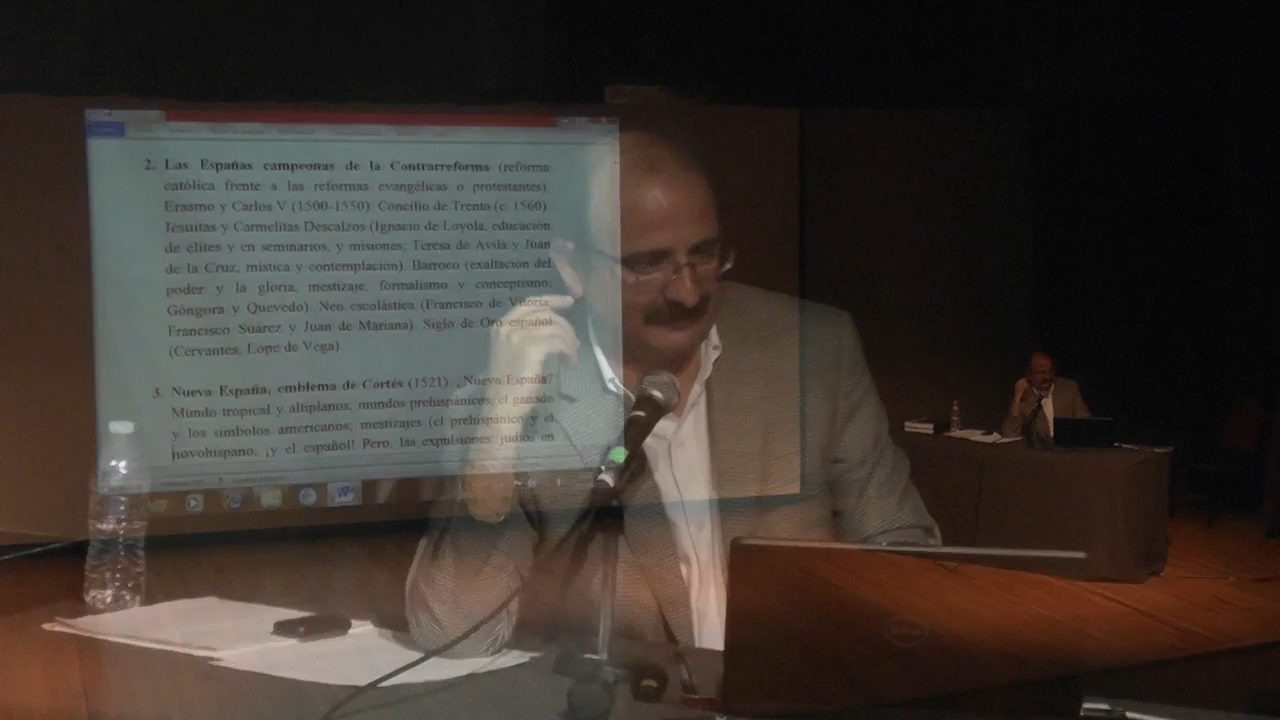 2. Las Españas campeonas de la Contrarreforma (reforma
católica frente a las reformas evangélicas o protestantes).
Erasmo y Carlos V (1500-1550). Concilio de Trento (c. 1560).
Jesuitas y Carmelitas Descalzos (Ignacio de Loyola, educación
de élites y en seminarios, y misiones; Teresa de Avila y Juan
de la Cruz, mística y contemplación). Barroco (exaltación del
poder y la gloria, mestizaje, formalismo y conceptismo:
Góngora y Quevedo). Neo escolástica (Francisco de Vitoria,
Francisco Suárez y Juan de Mariana). Siglo de Oro español
(Cervantes, Lope de Vega)
3. Nueva España, emblema de Cortés (1521). ¿Nueva España?
Mundo tropical y altiplanos; mundos prehispánicos; el ganado
y los símbolos americanos; mestizajes (el prehispánico y el
novohispano, ¡y el español! Pero, las expulsiones: judíos en
DELL